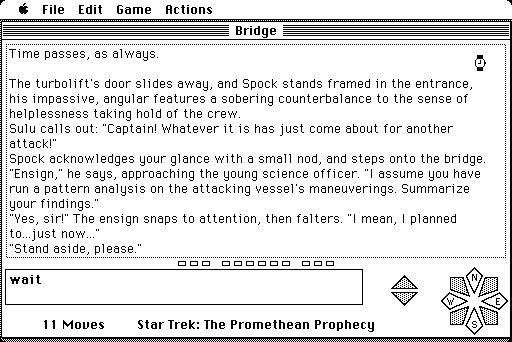 File Edit Game Actions
Bridge
Time passes, as always.
The turbolift's door slides away, and Spock stands framed in the entrance,
his impassive, angular features a sobering counterbalance to the sense of
helplessness taking hold of the crew.
Sulu calls out: "Captain! Whatever it is has just come about for another
attack!"
Spock acknowledges your glance with a small nod, and steps onto the bridge.
"Ensign," he says, approaching the young science officer. "I assume you have
run a pattern analysis on the attacking vessel's maneuverings. Summarize
your findings."
"Yes, sir!" The ensign snaps to attention, then falters. "I mean, I planned
to...just now..."
"Stand aside, please."
wait
N
W E
S
11 Moves Star Trek: The Promethean Prophecy